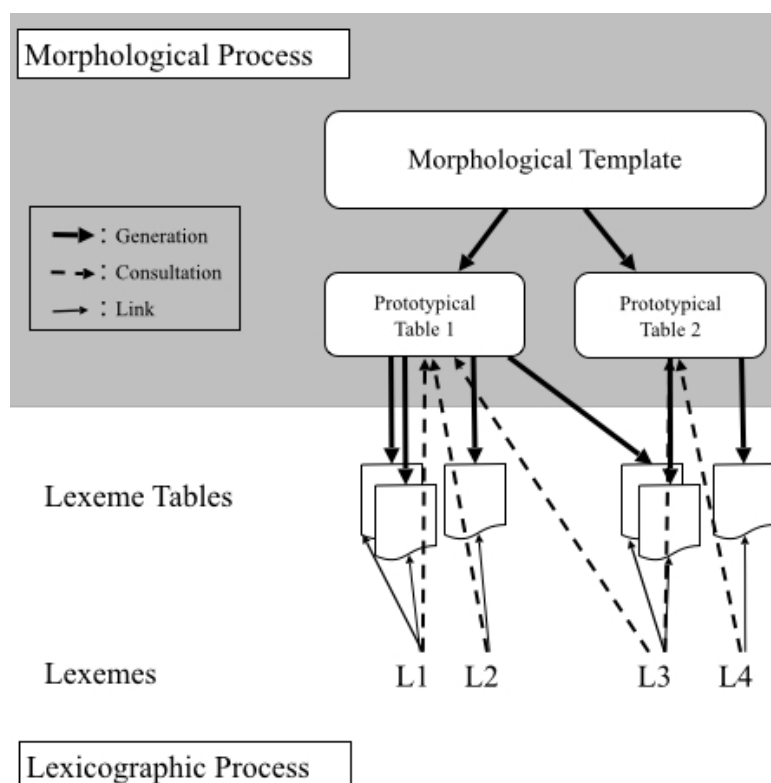 Morphological Process
Morphological Template
: Generation
: Consultation
: Link
Prototypical
Table 1
Prototypical
Table 2
Lexeme Tables
Lexemes
L1
L2
L3
L4
Lexicographic Process